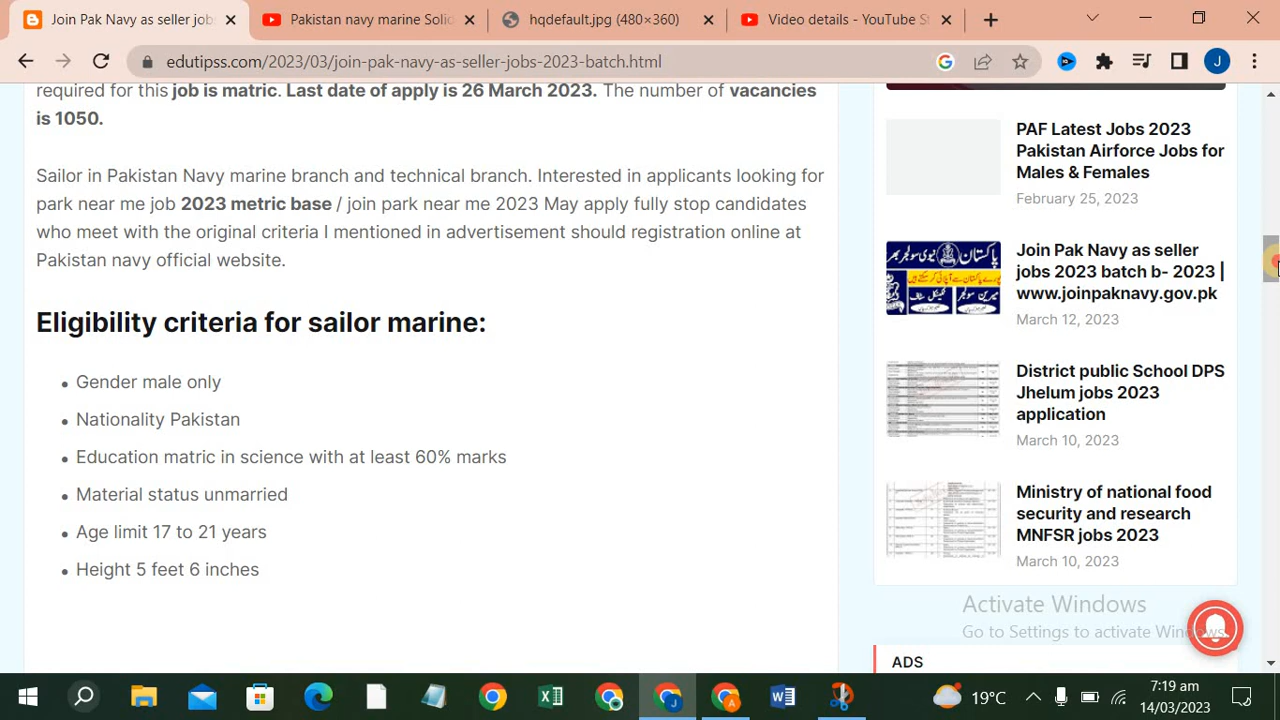 Join Pak Navy as seller job
Pakistan navy marine Soli
hqdefault.jpg (480×360)
Video details - YouTube S
edutipss.com/2023/03/join-pak-navy-as-seller-jobs-2023-batch.html
J
required for this job is matric. Last date of apply is 26 March 2023. The number of vacancies
is 1050.
Sailor in Pakistan Navy marine branch and technical branch. Interested in applicants looking for
park near me job 2023 metric base / join park near me 2023 May apply fully stop candidates
who meet with the original criteria I mentioned in advertisement should registration online at
Pakistan navy official website.
Eligibility criteria for sailor marine:
Gender male only
Nationality Pakistan
Education matric in science with at least 60% marks
Material status unmarried
Age limit 17 to 21 years
Height 5 feet 6 inches
PAF Latest Jobs 2023
Pakistan Airforce Jobs for
Males & Females
February 25, 2023
Join Pak Navy as seller
jobs 2023 batch b- 2023 |
www.joinpaknavy.gov.pk
March 12, 2023
District public School DPS
Jhelum jobs 2023
application
March 10, 2023
Ministry of national food
security and research
MNFSR jobs 2023
March 10, 2023
Activate Windows
Go to Settings to activate Windows.
ADS
19°C
7:19 am
14/03/2023